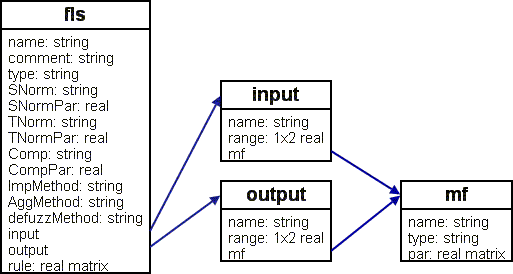 fls
name: string
comment: string
type: string
SNorm: string
SNormPar: real
TNorm: string
TNormPar: real
Comp: string
CompPar: real
ImpMethod: string
AggMethod: string
defuzzMethod: string
input
output
rule: real matrix
input
name: string
range: 1x2 real
mf
output
name: string
range: 1x2 real
mf
mf
name: string
type: string
par: real matrix